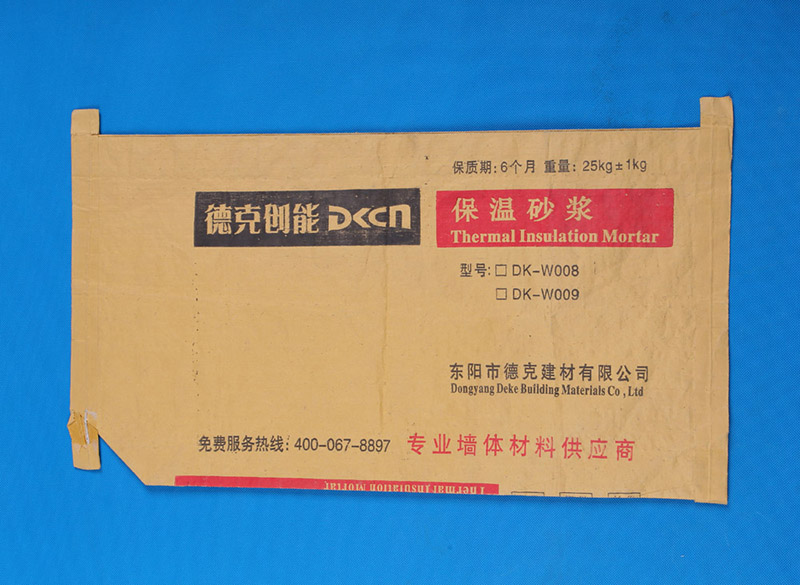 保质期: 6个月 重量: 25kg±1kg
德克创能 DKCN
保温砂浆
Thermal Insulation Mortar
型号: □ DK-W008
□ DK-W009
东阳市德克建材有限公司
Dongyang Deke Building Materials Co , Ltd
免费服务热线: 400-067-8897
专业墙体材料供应商
Thermal Insulation Mortar